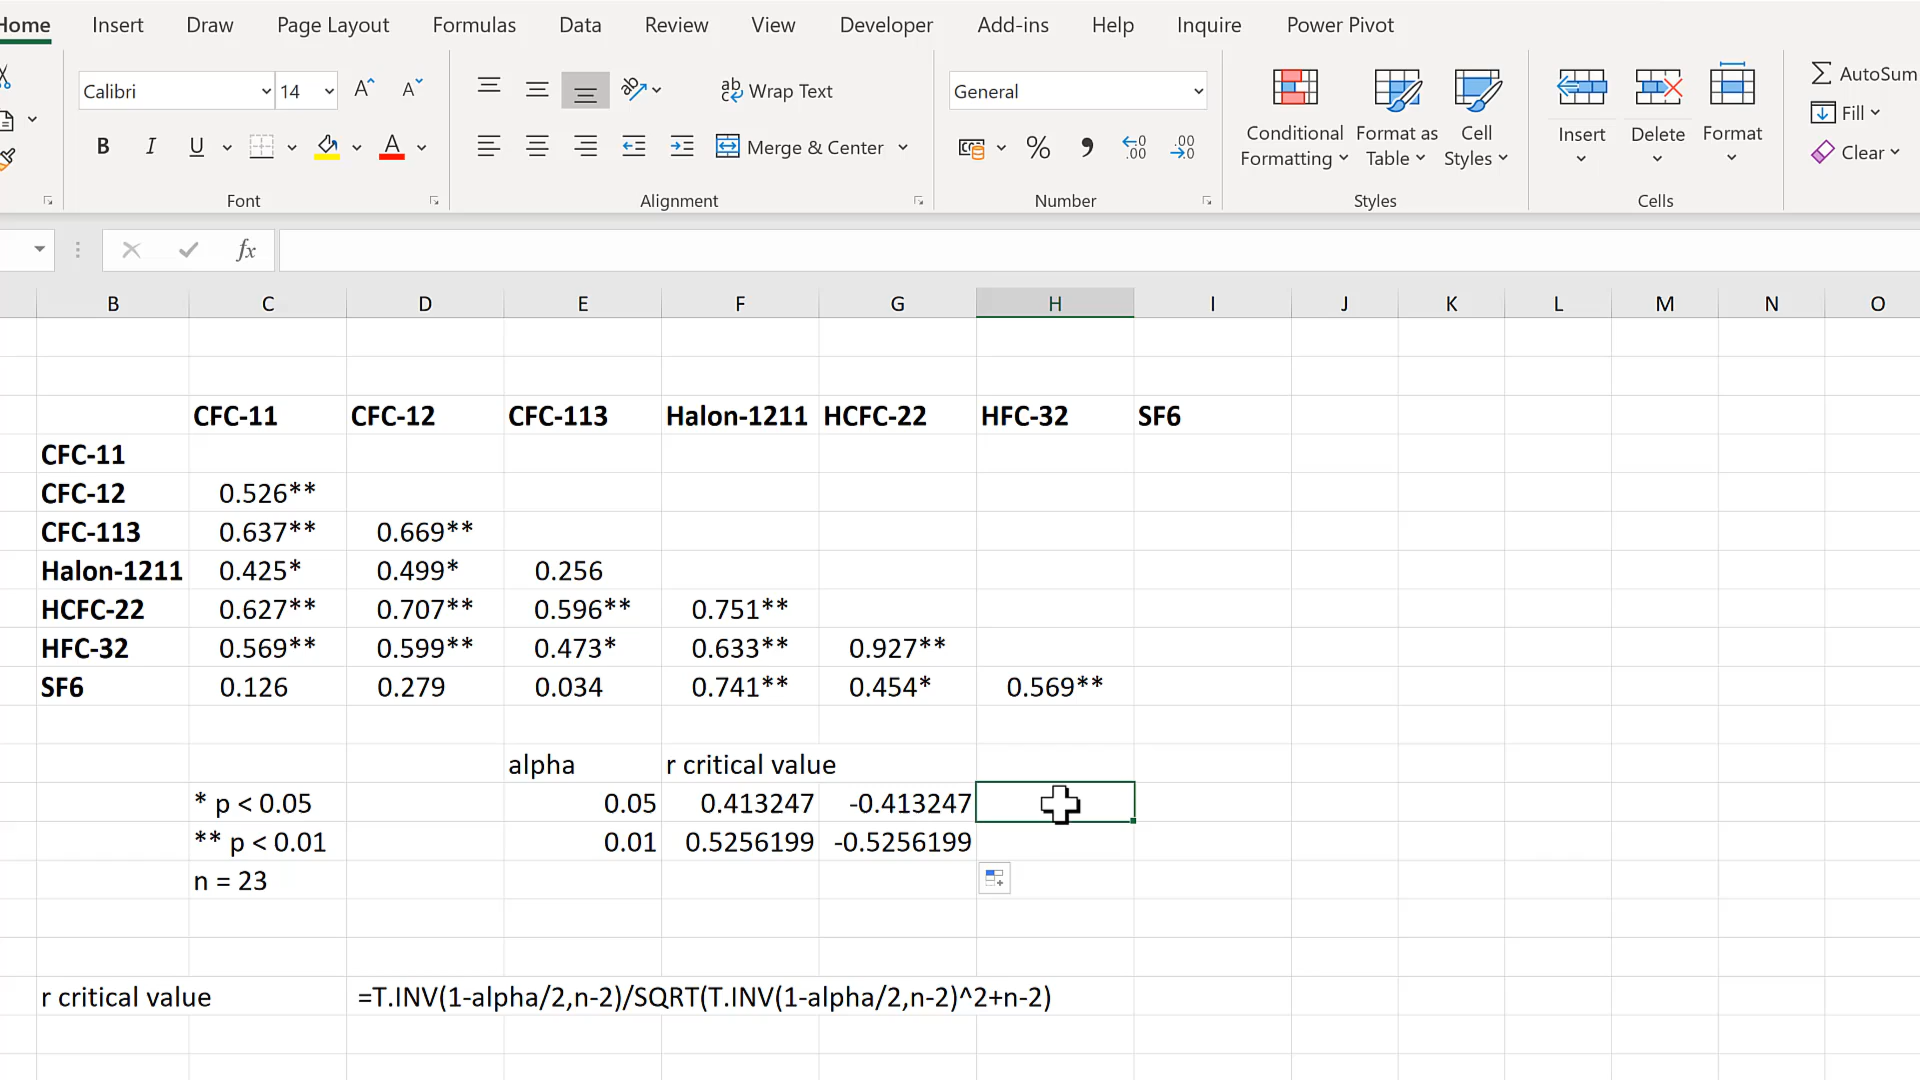 Home Insert Draw Page Layout Formulas Data Review View Developer Add-ins Help Inquire Power Pivot
Calibri 14 A^ A˅ ab Wrap Text General AutoSum
Fill
B I U A Merge & Center % , .00 .00 Conditional Formatting Format as Table Cell Styles Insert Delete Format Clear
Font Alignment Number Styles Cells
fx
B C D E F G H I J K L M N O
CFC-11 CFC-12 CFC-113 Halon-1211 HCFC-22 HFC-32 SF6
CFC-11
CFC-12 0.526**
CFC-113 0.637** 0.669**
Halon-1211 0.425* 0.499* 0.256
HCFC-22 0.627** 0.707** 0.596** 0.751**
HFC-32 0.569** 0.599** 0.473* 0.633** 0.927**
SF6 0.126 0.279 0.034 0.741** 0.454* 0.569**
alpha r critical value
* p < 0.05 0.05 0.413247 -0.413247
** p < 0.01 0.01 0.5256199 -0.5256199
n = 23
r critical value =T.INV(1-alpha/2,n-2)/SQRT(T.INV(1-alpha/2,n-2)^2+n-2)